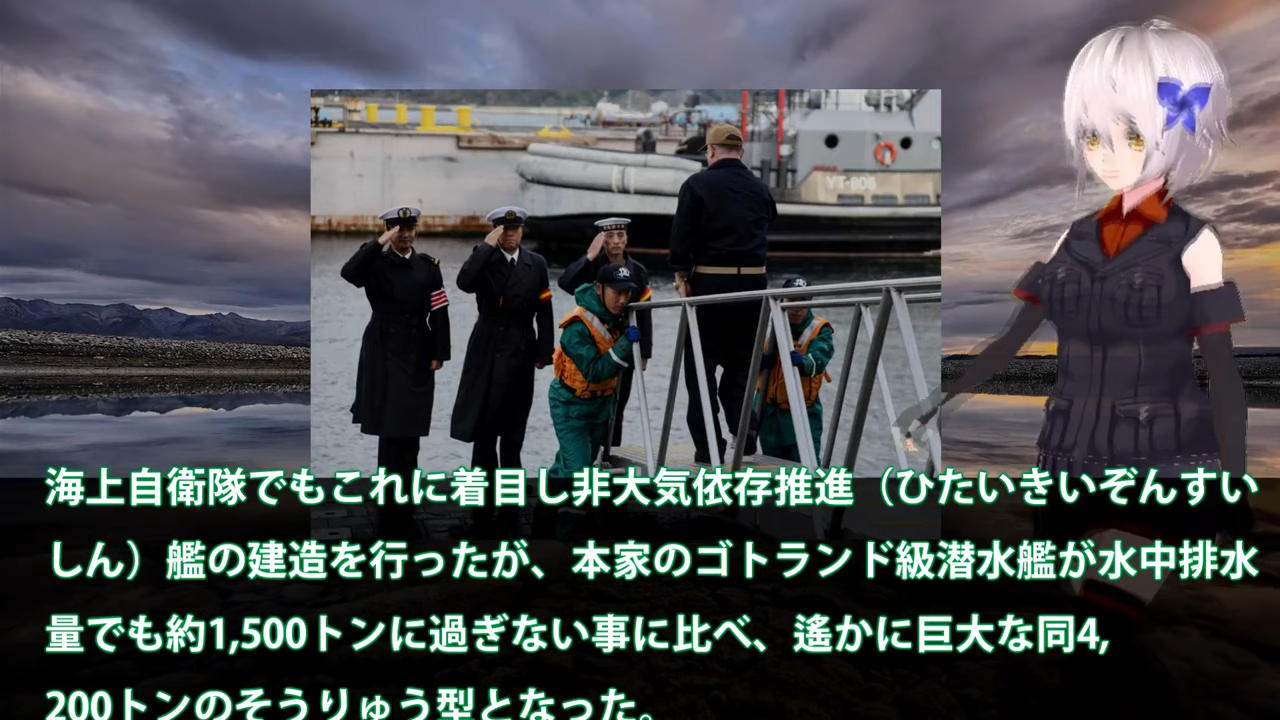 YT-806
海上自衛隊でもこれに着目し非大気依存推進（ひたいきいぞんすい
しん）艦の建造を行ったが、本家のゴトランド級潜水艦が水中排水
量でも約1,500トンに過ぎない事に比べ、遙かに巨大な同4,
200トンのそうりゅう型となった。